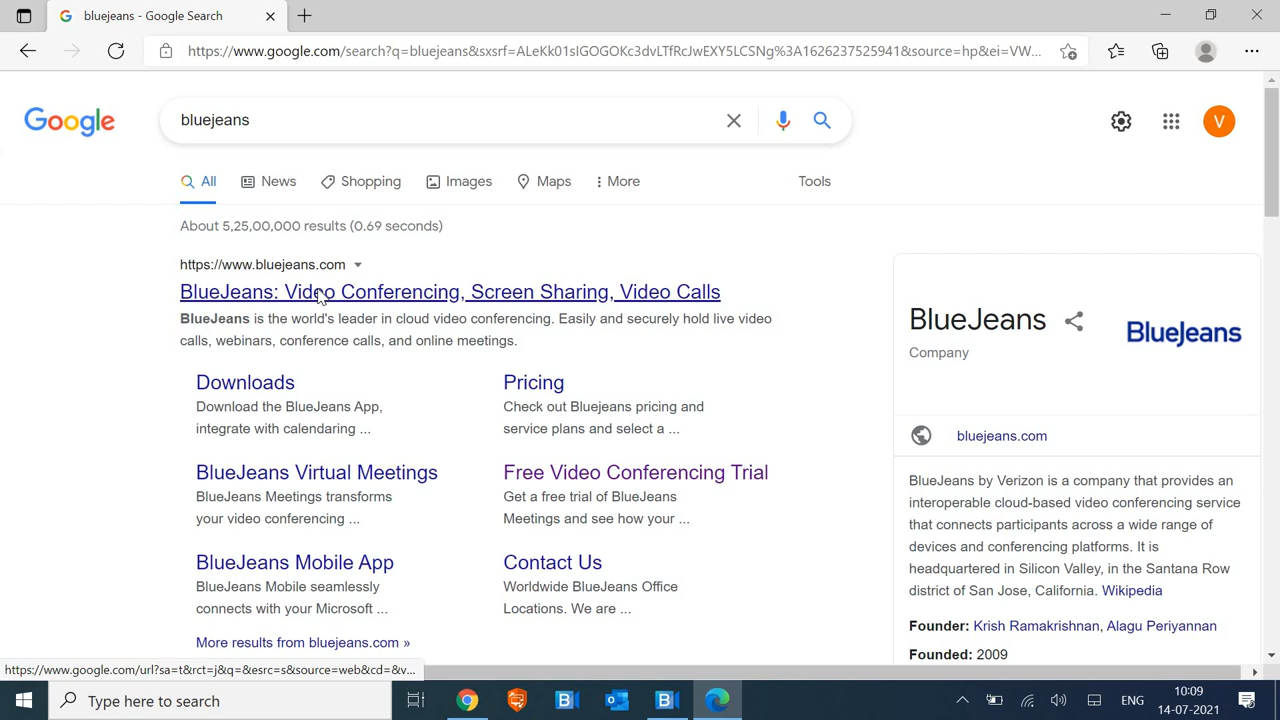 bluejeans - Google Search
https://www.google.com/search?q=bluejeans&sxsrf=ALeKk01sIGOGOKc3dvLTfRcJwEXY5LCSNg%3A1626237525941&source=hp&ei=VW...
Google
bluejeans
V
All
News
Shopping
Images
Maps
More
Tools
About 5,25,00,000 results (0.69 seconds)
https://www.bluejeans.com
BlueJeans: Video Conferencing, Screen Sharing, Video Calls
BlueJeans is the world's leader in cloud video conferencing. Easily and securely hold live video
calls, webinars, conference calls, and online meetings.
Downloads
Download the BlueJeans App,
integrate with calendaring ...
Pricing
Check out Bluejeans pricing and
service plans and select a ...
BlueJeans Virtual Meetings
BlueJeans Meetings transforms
your video conferencing ...
Free Video Conferencing Trial
Get a free trial of BlueJeans
Meetings and see how your ...
BlueJeans Mobile App
BlueJeans Mobile seamlessly
connects with your Microsoft ...
Contact Us
Worldwide BlueJeans Office
Locations. We are ...
More results from bluejeans.com »
BlueJeans
Company
BlueJeans
bluejeans.com
BlueJeans by Verizon is a company that provides an
interoperable cloud-based video conferencing service
that connects participants across a wide range of
devices and conferencing platforms. It is
headquartered in Silicon Valley, in the Santana Row
district of San Jose, California. Wikipedia
Founder: Krish Ramakrishnan, Alagu Periyannan
Founded: 2009
https://www.google.com/url?sa=t&rct=j&q=&esrc=s&source=web&cd=&v...
Type here to search
ENG
10:09
14-07-2021